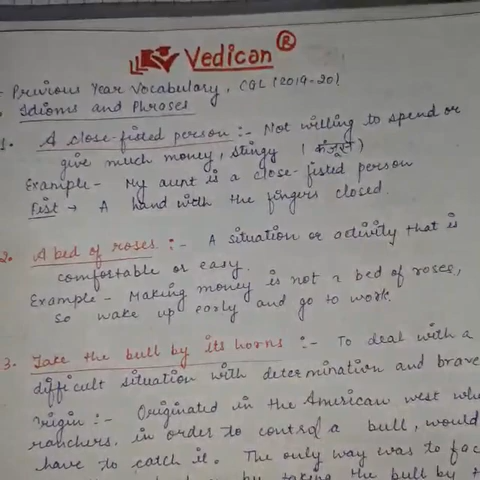 Vedican ®
Previous Year Vocabulary, CGL (2019-20)
Idioms and Phrases
1. A close-fisted person :- Not willing to spend or
give much money, stingy (कंजूस)
Example - My aunt is a close-fisted person
Fist → A hand with the fingers closed.
2. A bed of roses :- A situation or activity that is
comfortable or easy.
Example - Making money is not a bed of roses,
so wake up early and go to work.
3. Take the bull by its horns :- To deal with a
difficult situation with determination and brave
Origin :- Originated in the American west
ranchers, in order to control a bull, would
have to catch it. The only way was to
by taking the bull by